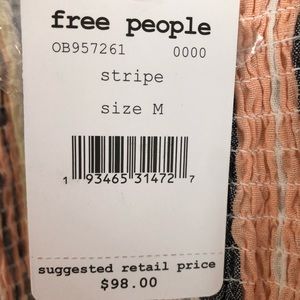 free people
OB957261 0000
stripe
size M
1 93465 31472 7
suggested retail price
$98.00